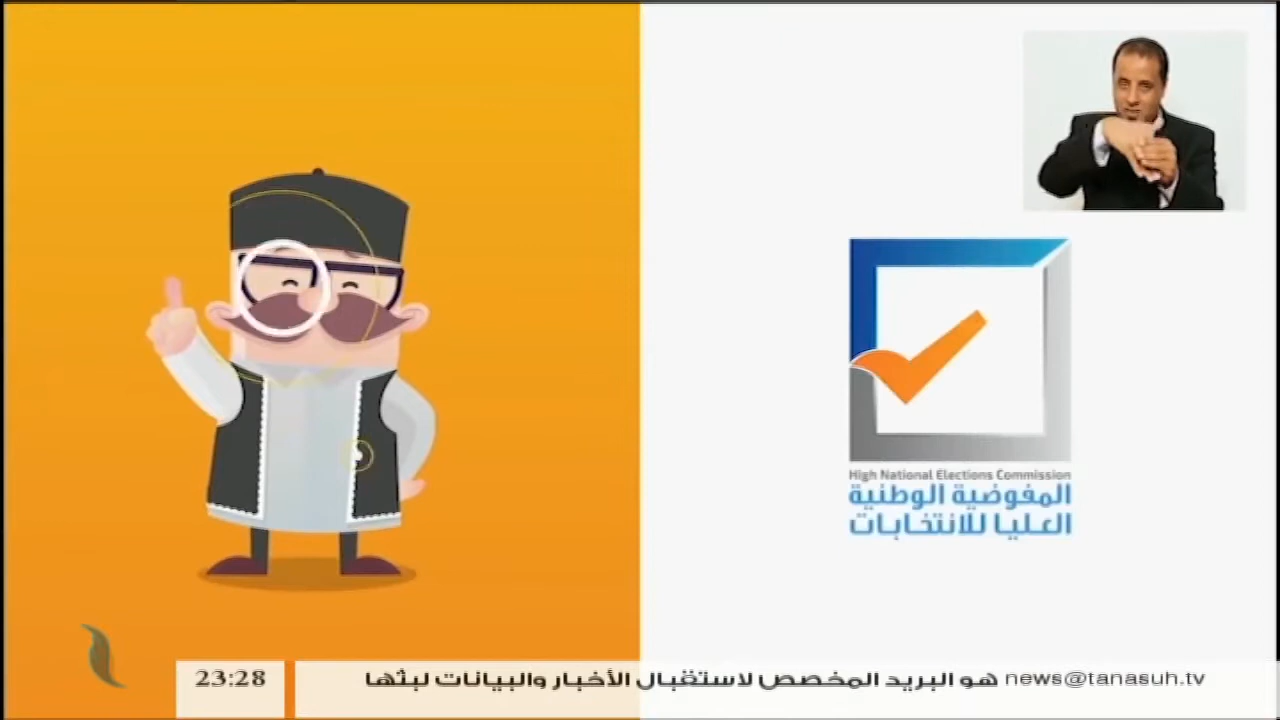 High National Elections Commission
المفوضية الوطنية
العليا للانتخابات
23:28
news@tanasuh.tv هو البريد المخصص لاستقبال الأخبار والبيانات لبثها